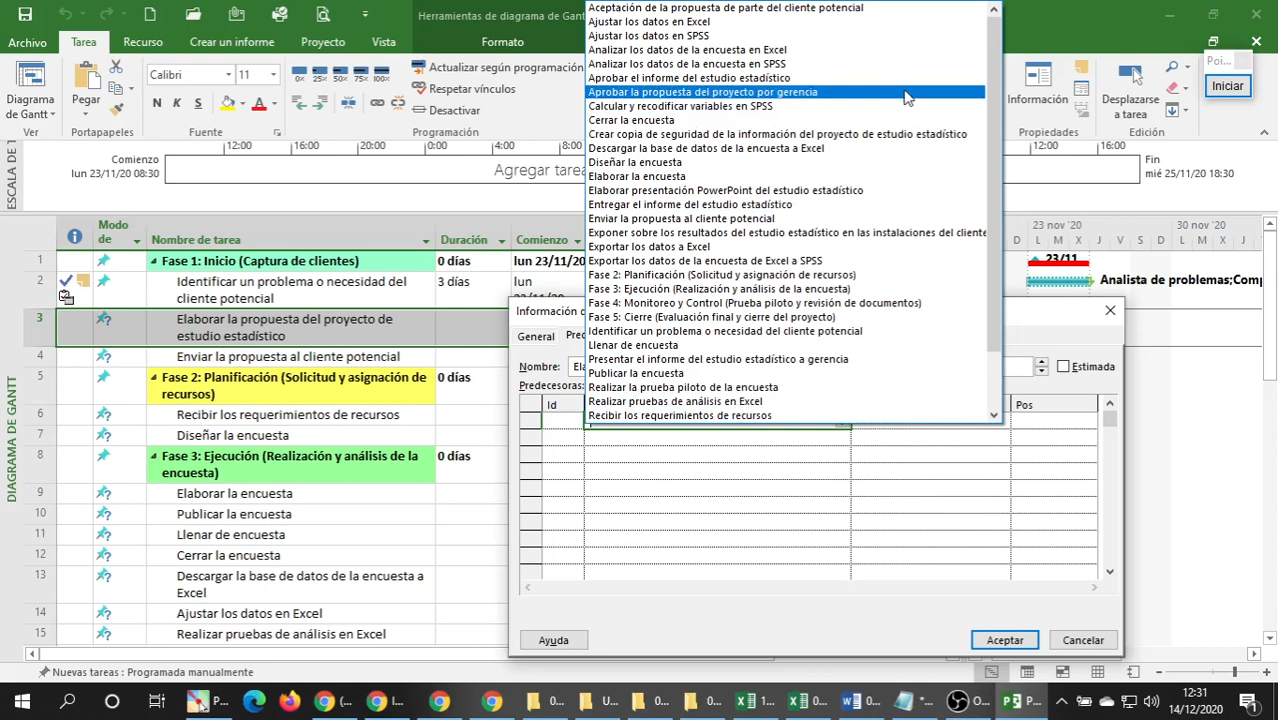 Herramientas de diagrama de Gantt
Archivo
Tarea
Recurso
Crear un informe
Proyecto
Vista
Formato
Diagrama
de Gantt
Ver
Pegar
Portapapeles
Calibri
11
N K S
A
Fuente
0% 25% 50% 75% 100%
Actualizar según programación
Respetar vínculos
Desactivar
Programación
Información
Propiedades
Desplazarse
a tarea
Edición
Poi...
Iniciar
Aceptación de la propuesta de parte del cliente potencial
Ajustar los datos en Excel
Ajustar los datos en SPSS
Analizar los datos de la encuesta en Excel
Analizar los datos de la encuesta en SPSS
Aprobar el informe del estudio estadístico
Aprobar la propuesta del proyecto por gerencia
Calcular y recodificar variables en SPSS
Cerrar la encuesta
Crear copia de seguridad de la información del proyecto de estudio estadístico
Descargar la base de datos de la encuesta a Excel
Diseñar la encuesta
Elaborar la encuesta
Elaborar presentación PowerPoint del estudio estadístico
Entregar el informe del estudio estadístico
Enviar la propuesta al cliente potencial
Exponer sobre los resultados del estudio estadístico en las instalaciones del cliente
Exportar los datos a Excel
Exportar los datos de la encuesta de Excel a SPSS
Fase 2: Planificación (Solicitud y asignación de recursos)
Fase 3: Ejecución (Realización y análisis de la encuesta)
Fase 4: Monitoreo y Control (Prueba piloto y revisión de documentos)
Fase 5: Cierre (Evaluación final y cierre del proyecto)
Identificar un problema o necesidad del cliente potencial
Llenar de encuesta
Presentar el informe del estudio estadístico a gerencia
Publicar la encuesta
Realizar la prueba piloto de la encuesta
Realizar pruebas de análisis en Excel
Recibir los requerimientos de recursos
ESCALA DE T
Comienzo
lun 23/11/20 08:30
12:00
16:00
20:00
0:00
12:00
16:00
Agregar tarea
Fin
mié 25/11/20 18:30
DIAGRAMA DE GANTT
Modo
de
Nombre de tarea
Duración
Comienzo
23 nov '20
30 nov '20
D L M X J V S D L M X J
1 Fase 1: Inicio (Captura de clientes) 0 días lun 23/11/20
23/11
2 Identificar un problema o necesidad del
cliente potencial
3 días
lun
Analista de problemas;Comp
3 Elaborar la propuesta del proyecto de
estudio estadístico
4 Enviar la propuesta al cliente potencial
5 Fase 2: Planificación (Solicitud y asignación de
recursos)
0 días
6 Recibir los requerimientos de recursos
7 Diseñar la encuesta
8 Fase 3: Ejecución (Realización y análisis de la
encuesta)
0 días
9 Elaborar la encuesta
10 Publicar la encuesta
11 Llenar de encuesta
12 Cerrar la encuesta
13 Descargar la base de datos de la encuesta a
Excel
14 Ajustar los datos en Excel
15 Realizar pruebas de análisis en Excel
Información d
General
Pred
Nombre:
Ela
Estimada
Predecesoras:
Id
Pos
Ayuda
Aceptar
Cancelar
Nuevas tareas : Programada manualmente
P...
(...
I...
0...
U...
0...
0...
1...
0...
0...
"...
O...
P...
12:31
14/12/2020